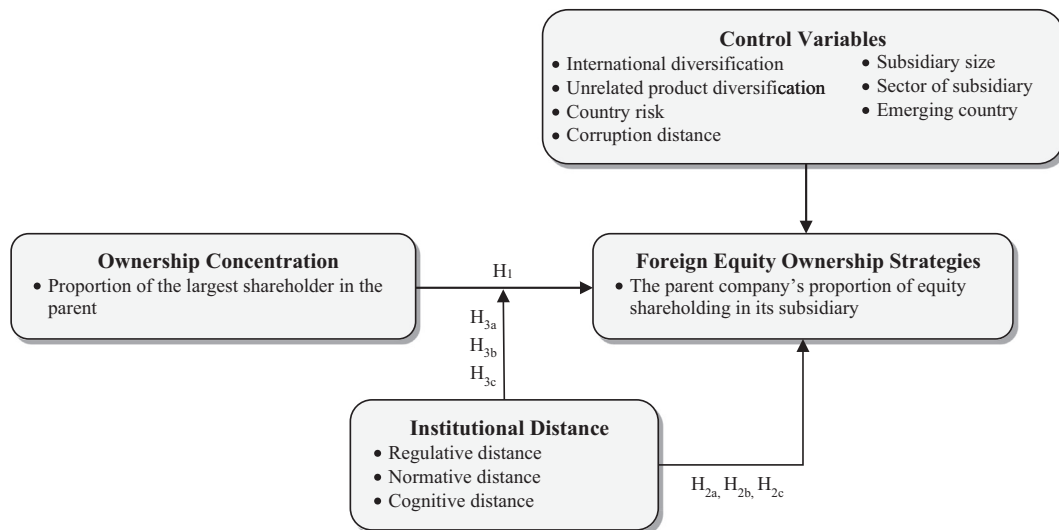 Control Variables
• International diversification
• Unrelated product diversification
• Country risk
• Corruption distance
• Subsidiary size
• Sector of subsidiary
• Emerging country
Ownership Concentration
• Proportion of the largest shareholder in the
parent
H1
Foreign Equity Ownership Strategies
• The parent company’s proportion of equity
shareholding in its subsidiary
H3a
H3b
H3c
Institutional Distance
• Regulative distance
• Normative distance
• Cognitive distance
H2a, H2b, H2c